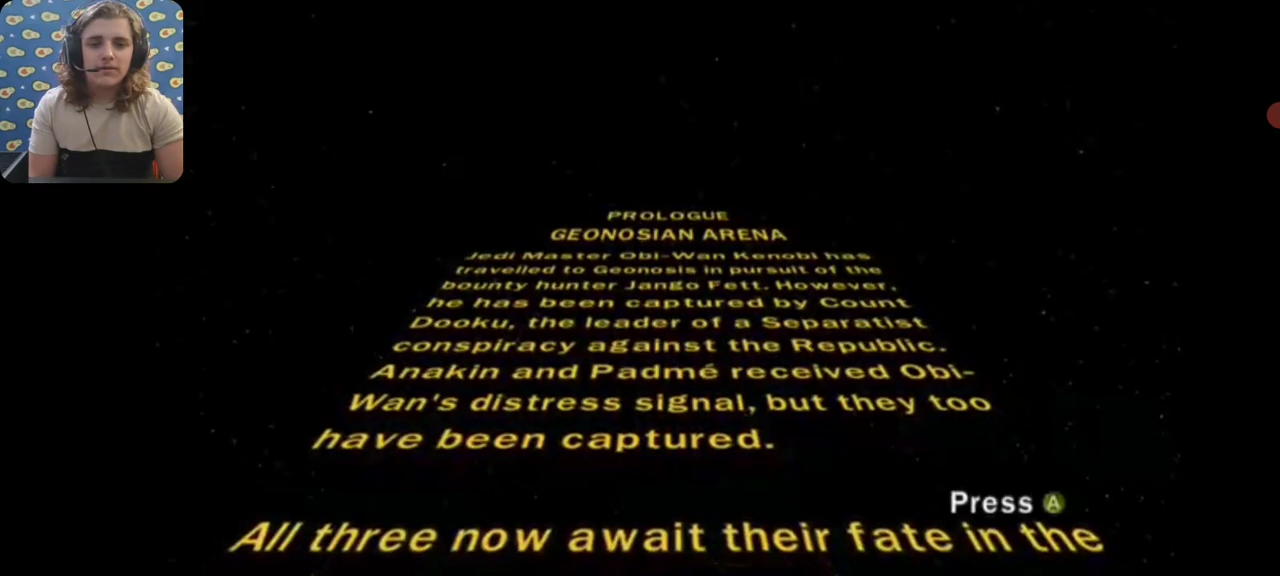 PROLOGUE
GEONOSIAN ARENA
Jedi Master Obi-Wan Kenobi has
travelled to Geonosis in pursuit of the
bounty hunter Jango Fett. However,
he has been captured by Count
Dooku, the leader of a Separatist
conspiracy against the Republic.
Anakin and Padmé received Obi-
Wan's distress signal, but they too
have been captured.
Press A
All three now await their fate in the